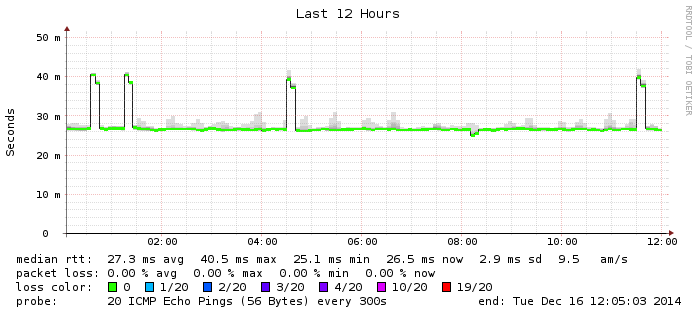 Last 12 Hours
RRDTOOL / TOBI OETIKER
Seconds
50 m
40 m
30 m
20 m
10 m
0
02:00 04:00 06:00 08:00 10:00 12:00
median rtt: 27.3 ms avg 40.5 ms max 25.1 ms min 26.5 ms now 2.9 ms sd 9.5 am/s
packet loss: 0.00 % avg 0.00 % max 0.00 % min 0.00 % now
loss color: 0 1/20 2/20 3/20 4/20 10/20 19/20
probe: 20 ICMP Echo Pings (56 Bytes) every 300s end: Tue Dec 16 12:05:03 2014